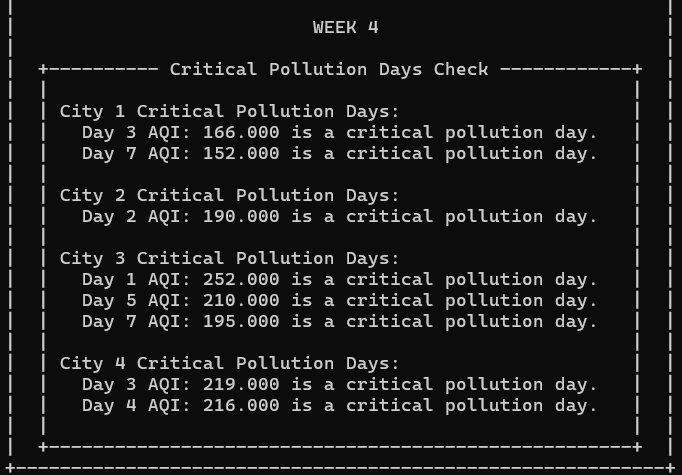 WEEK 4
+---------- Critical Pollution Days Check ------------+
City 1 Critical Pollution Days:
Day 3 AQI: 166.000 is a critical pollution day.
Day 7 AQI: 152.000 is a critical pollution day.
City 2 Critical Pollution Days:
Day 2 AQI: 190.000 is a critical pollution day.
City 3 Critical Pollution Days:
Day 1 AQI: 252.000 is a critical pollution day.
Day 5 AQI: 210.000 is a critical pollution day.
Day 7 AQI: 195.000 is a critical pollution day.
City 4 Critical Pollution Days:
Day 3 AQI: 219.000 is a critical pollution day.
Day 4 AQI: 216.000 is a critical pollution day.